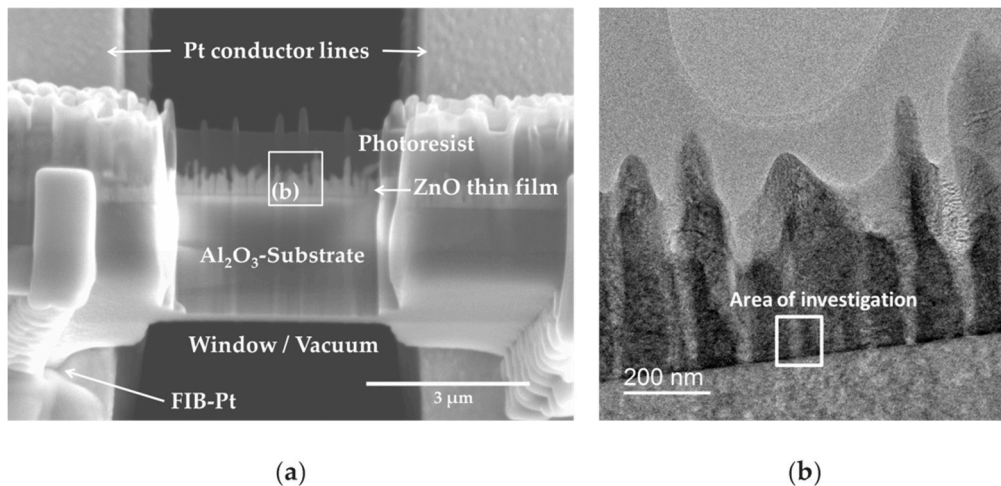 Pt conductor lines
Photoresist
(b)
ZnO thin film
Al₂O₃-Substrate
Window / Vacuum
FIB-Pt
3 μm
Area of investigation
200 nm
(a)
(b)